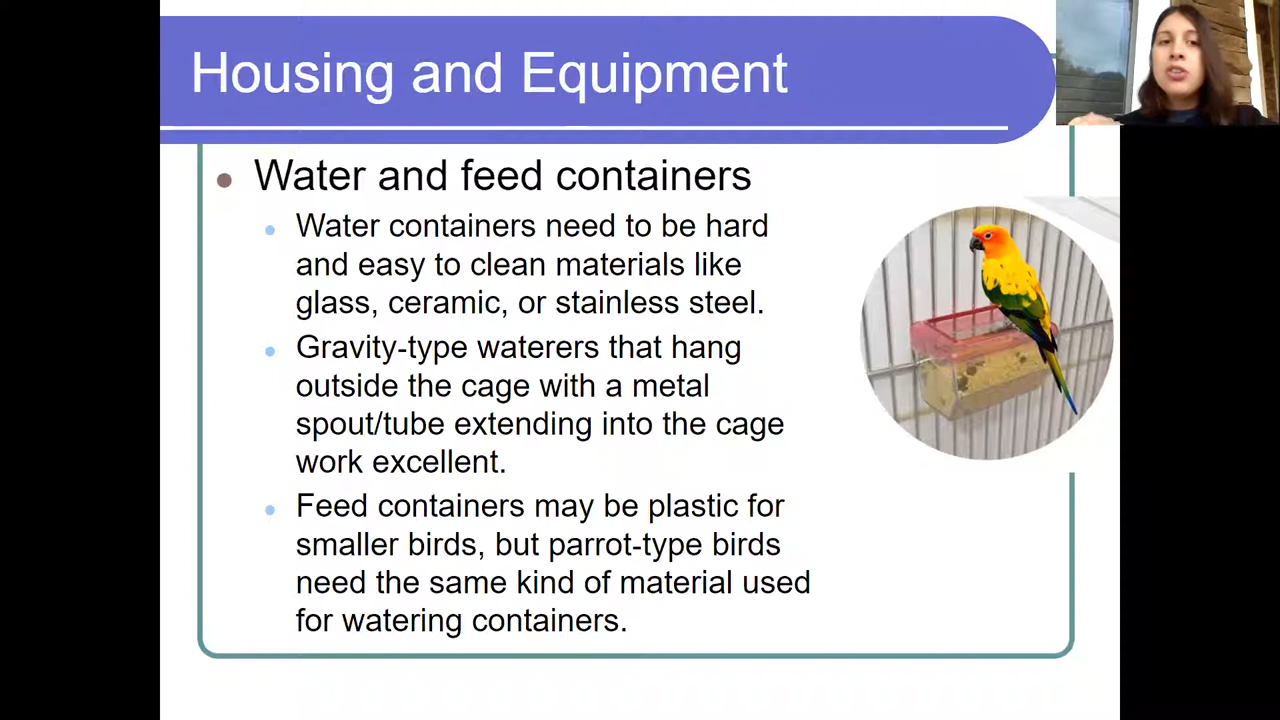 Housing and Equipment
Water and feed containers
Water containers need to be hard
and easy to clean materials like
glass, ceramic, or stainless steel.
Gravity-type waterers that hang
outside the cage with a metal
spout/tube extending into the cage
work excellent.
Feed containers may be plastic for
smaller birds, but parrot-type birds
need the same kind of material used
for watering containers.